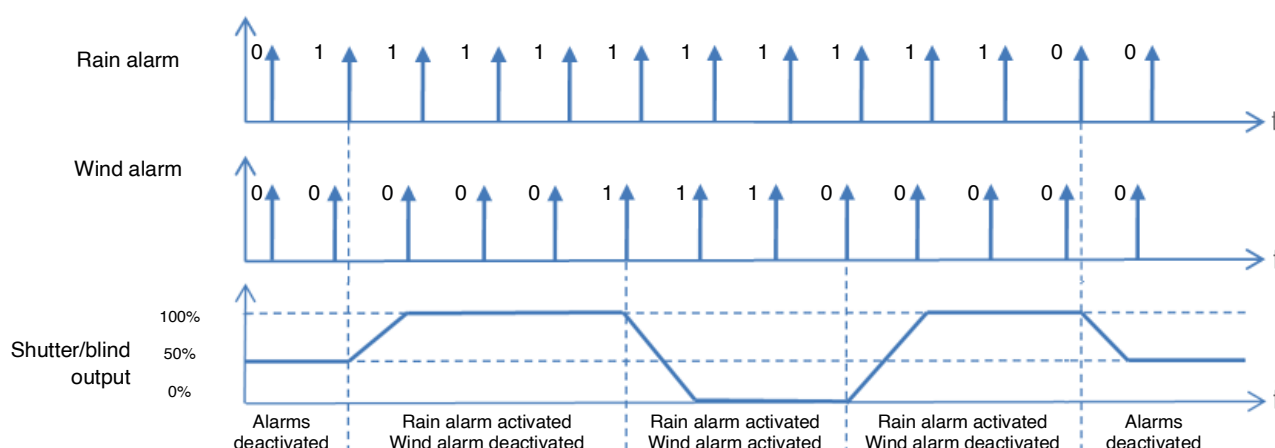 Rain alarm
0 1 1 1 1 1 1 1 1 1 1 0 0
t
Wind alarm
0 0 0 0 0 1 1 1 0 0 0 0 0
t
Shutter/blind
output
100%
50%
0%
t
Alarms
deactivated
Rain alarm activated
Wind alarm deactivated
Rain alarm activated
Wind alarm activated
Rain alarm activated
Wind alarm deactivated
Alarms
deactivated